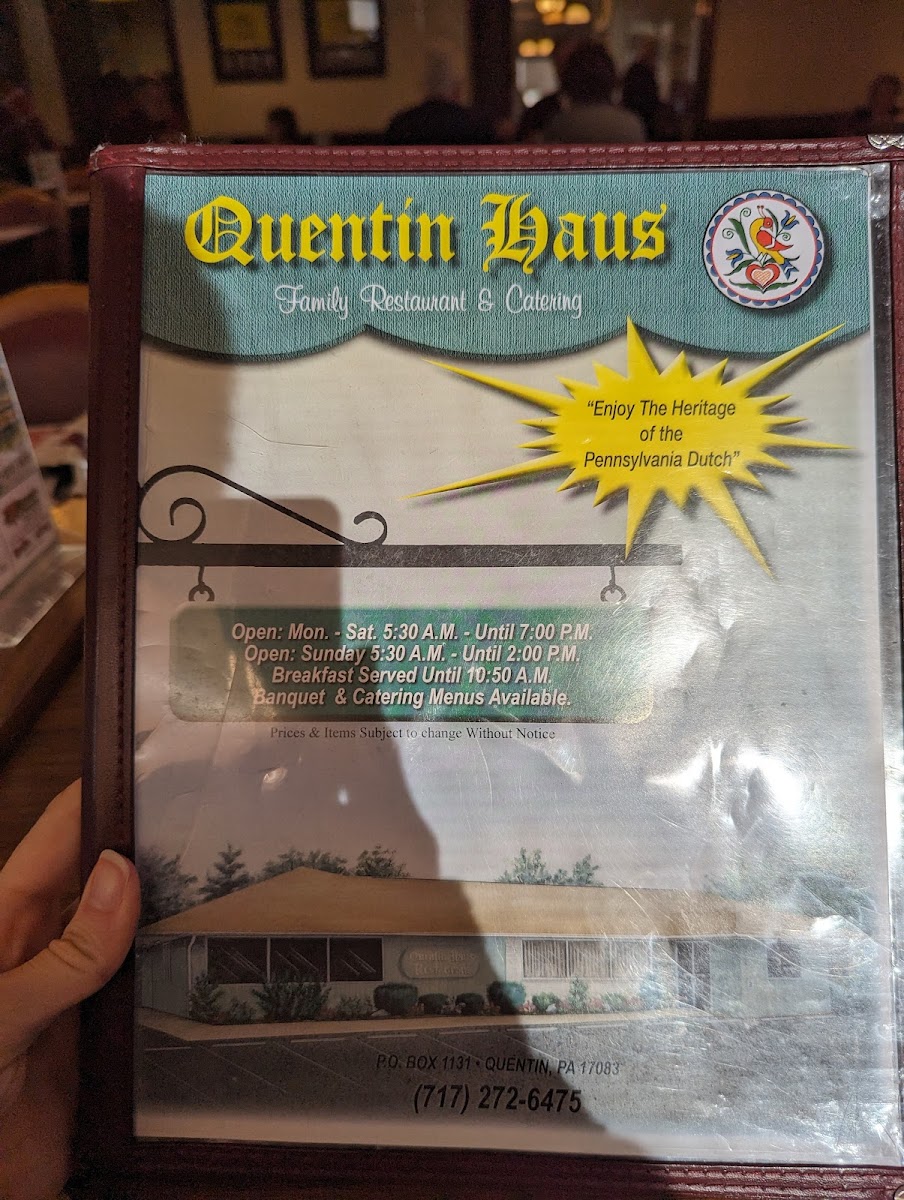 Quentin Haus
Family Restaurant & Catering
"Enjoy The Heritage
of the
Pennsylvania Dutch"
Open: Mon. - Sat. 5:30 A.M. - Until 7:00 P.M.
Open: Sunday 5:30 A.M. - Until 2:00 P.M.
Breakfast Served Until 10:50 A.M.
Banquet & Catering Menus Available.
Prices & Items Subject to change Without Notice
P.O. BOX 1131 • QUENTIN, PA 17083
(717) 272-6475